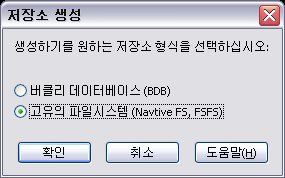 저장소 생성
생성하기를 원하는 저장소 형식을 선택하십시오:
버클리 데이터베이스 (BDB)
고유의 파일시스템 (Navtive FS, FSFS)
확인 취소 도움말(H)